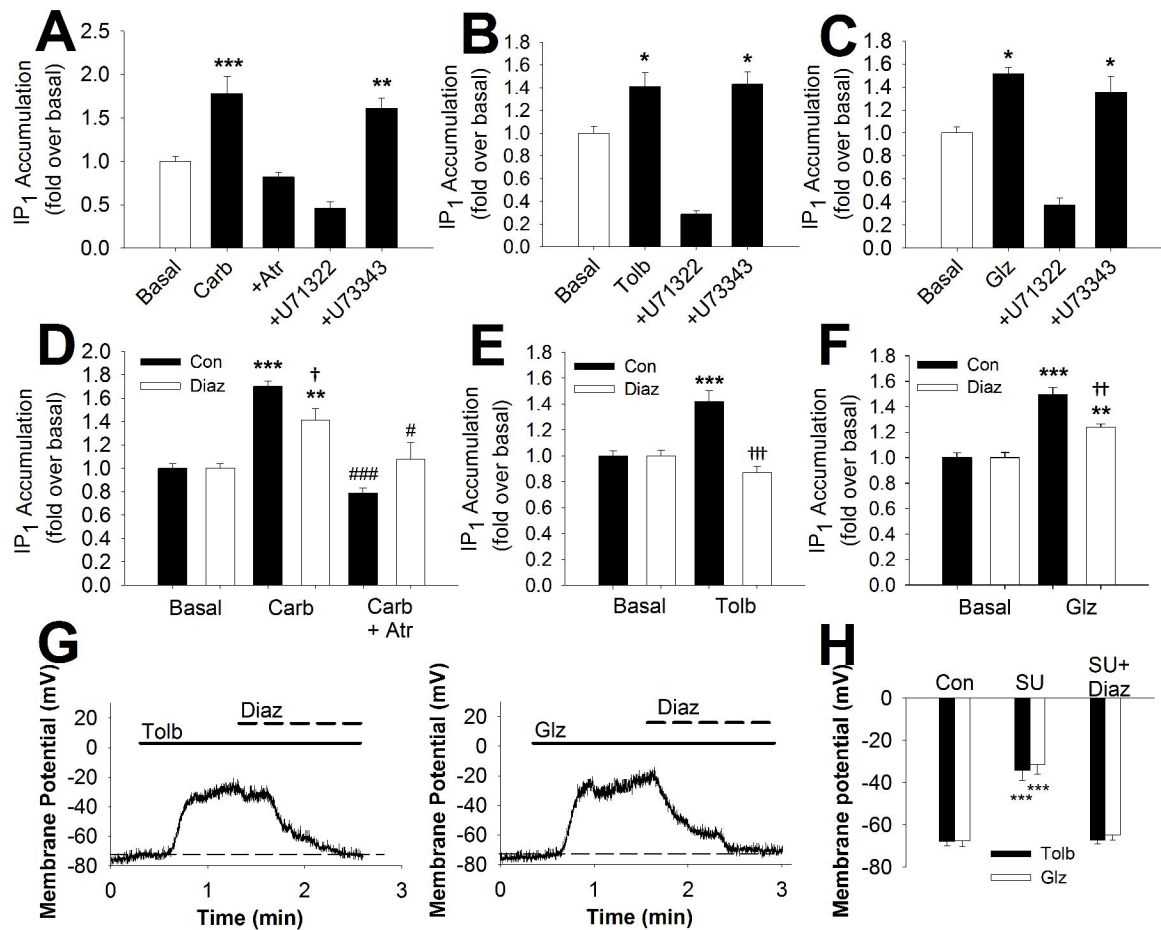 A
IP1 Accumulation
(fold over basal)
2.5
2.0
1.5
1.0
0.5
0.0
***
**
Basal
Carb
+Atr
+U71322
+U73343
B
IP1 Accumulation
(fold over basal)
1.8
1.6
1.4
1.2
1.0
0.8
0.6
0.4
0.2
0.0
*
*
Basal
Tolb
+U71322
+U73343
C
IP1 Accumulation
(fold over basal)
1.8
1.6
1.4
1.2
1.0
0.8
0.6
0.4
0.2
0.0
*
*
Basal
Glz
+U71322
+U73343
D
IP1 Accumulation
(fold over basal)
2.0
1.8
1.6
1.4
1.2
1.0
0.8
0.6
0.4
0.2
0.0
Con
Diaz
***
†
**
###
#
Basal
Carb
Carb
+ Atr
E
IP1 Accumulation
(fold over basal)
1.8
1.6
1.4
1.2
1.0
0.8
0.6
0.4
0.2
0.0
Con
Diaz
***
†††
Basal
Tolb
F
IP1 Accumulation
(fold over basal)
1.8
1.6
1.4
1.2
1.0
0.8
0.6
0.4
0.2
0.0
Con
Diaz
***
††
**
Basal
Glz
G
Membrane Potential (mV)
20
0
-20
-40
-60
-80
Diaz
Tolb
0
1
2
3
Time (min)
Membrane Potential (mV)
20
0
-20
-40
-60
-80
Diaz
Glz
0
1
2
3
Time (min)
H
Membrane potential (mV)
0
-20
-40
-60
-80
Con
SU
SU+
Diaz
***
***
Tolb
Glz